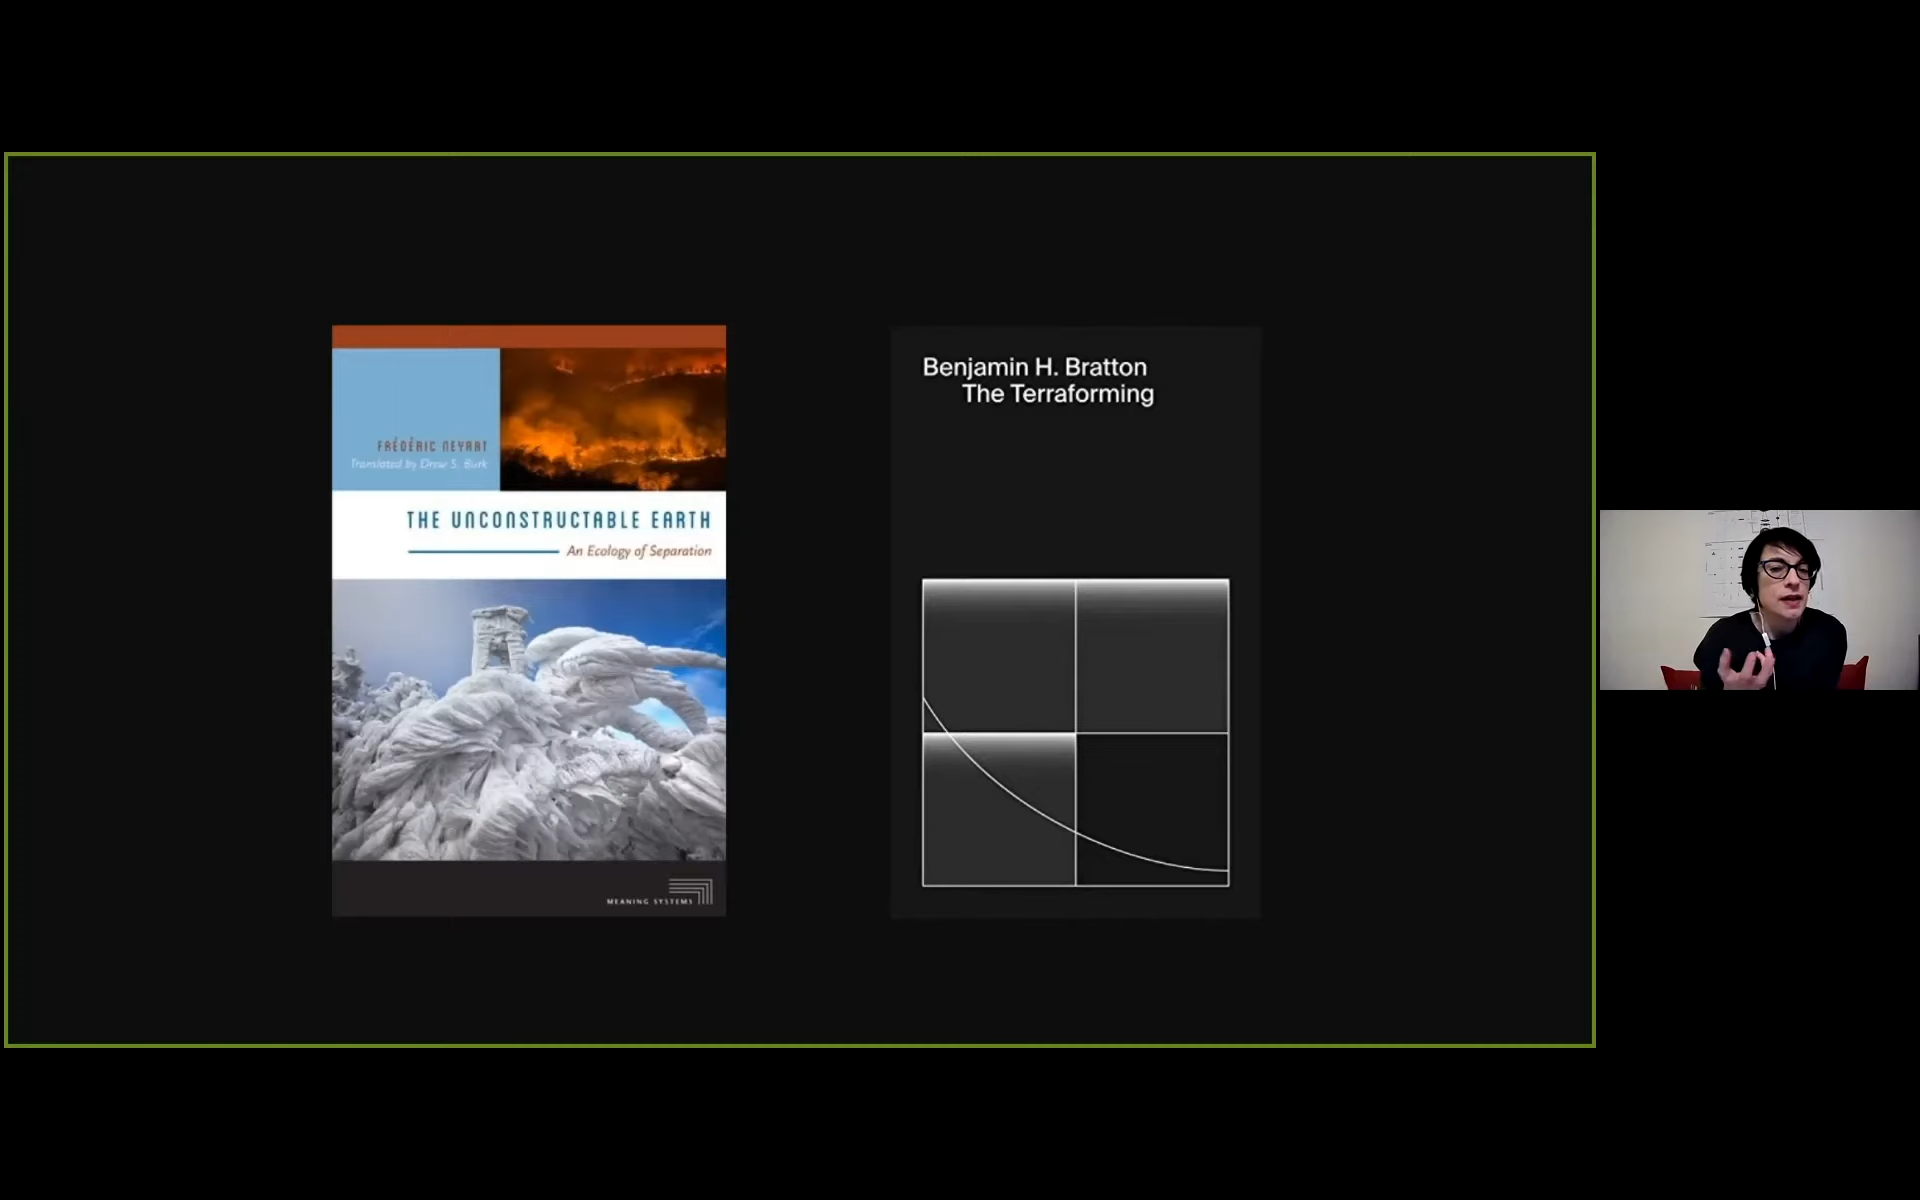 FRÉDÉRIC NEYRAT
Translated by Drew S. Burk
THE UNCONSTRUCTABLE EARTH
An Ecology of Separation
MEANING SYSTEMS
Benjamin H. Bratton
The Terraforming